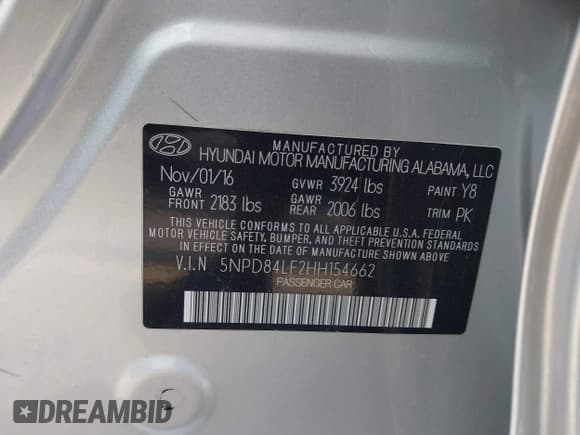 MANUFACTURED BY
HYUNDAI MOTOR MANUFACTURING ALABAMA, LLC
Nov/01/16 GVWR 3924 lbs PAINT Y8
GAWR FRONT 2183 lbs GAWR REAR 2006 lbs TRIM PK
THIS VEHICLE CONFORMS TO ALL APPLICABLE U.S.A. FEDERAL
MOTOR VEHICLE SAFETY, BUMPER, AND THEFT PREVENTION STANDARDS
IN EFFECT ON THE DATE OF MANUFACTURE SHOWN ABOVE.
V.I.N 5NPD84LF2HH154662
PASSENGER CAR
DREAMBID